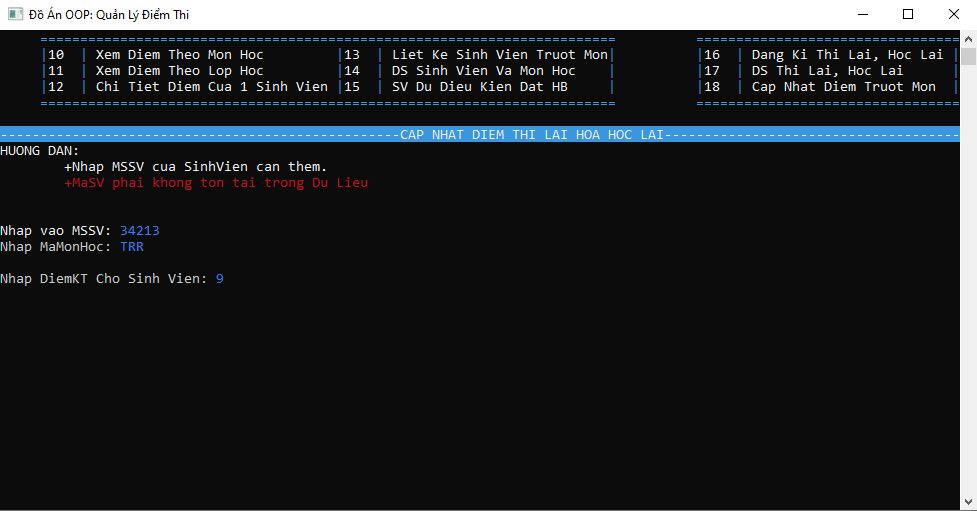 Đồ Án OOP: Quản Lý Điểm Thi
|10 | Xem Diem Theo Mon Hoc |13 | Liet Ke Sinh Vien Truot Mon| |16 | Dang Ki Thi Lai, Hoc Lai |
|11 | Xem Diem Theo Lop Hoc |14 | DS Sinh Vien Va Mon Hoc | |17 | DS Thi Lai, Hoc Lai |
|12 | Chi Tiet Diem Cua 1 Sinh Vien |15 | SV Du Dieu Kien Dat HB | |18 | Cap Nhat Diem Truot Mon |
CAP NHAT DIEM THI LAI HOA HOC LAI
HUONG DAN:
+Nhap MSSV cua SinhVien can them.
+MaSV phai khong ton tai trong Du Lieu
Nhap vao MSSV: 34213
Nhap MaMonHoc: TRR
Nhap DiemKT Cho Sinh Vien: 9